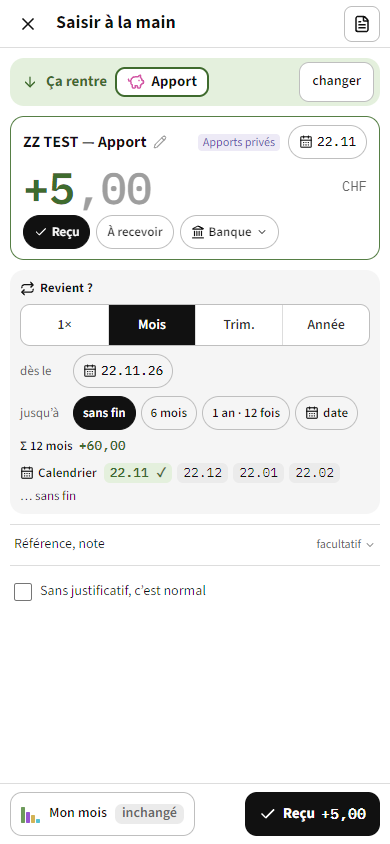 Saisir à la main
Ça rentre Apport changer
ZZ TEST — Apport Apports privés 22.11
+5,00 CHF
Reçu À recevoir Banque
Revient ?
1× Mois Trim. Année
dès le 22.11.26
jusqu'à sans fin 6 mois 1 an · 12 fois date
Σ 12 mois +60,00
Calendrier 22.11 ✓ 22.12 22.01 22.02
… sans fin
Référence, note facultatif
Sans justificatif, c’est normal
Mon mois inchangé Reçu +5,00